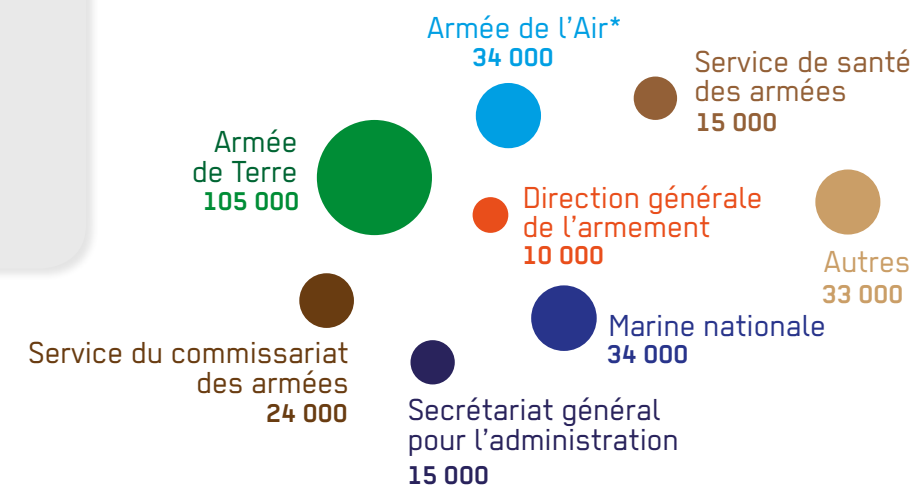 Armée de l'Air*
34 000
Service de santé
des armées
15 000
Armée
de Terre
105 000
Direction générale
de l'armement
10 000
Autres
33 000
Marine nationale
34 000
Service du commissariat
des armées
24 000
Secrétariat général
pour l'administration
15 000